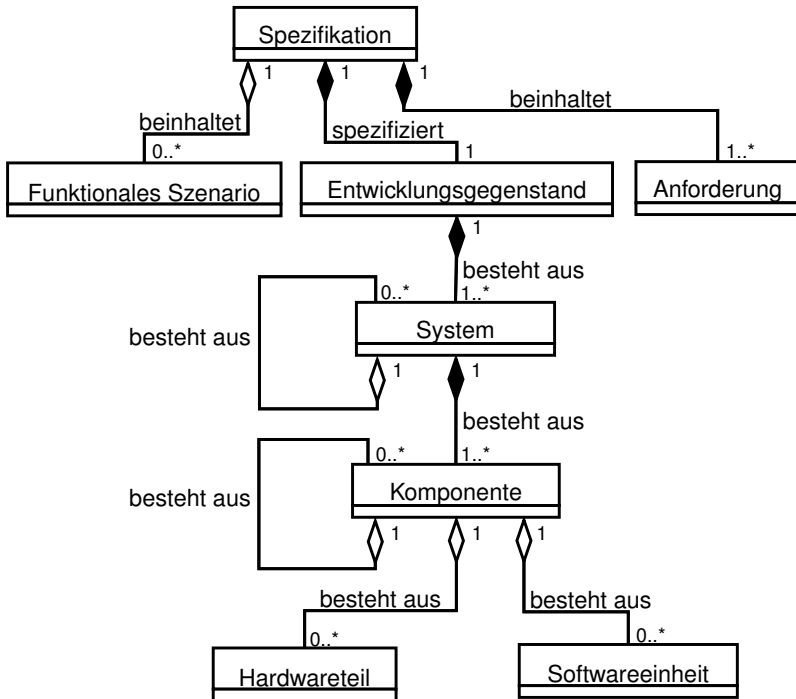 Spezifikation
1
1
1
beinhaltet
beinhaltet
spezifiziert
0..*
1
1..*
Funktionales Szenario
Entwicklungsgegenstand
Anforderung
1
besteht aus
0..*
1..*
System
besteht aus
1
1
besteht aus
0..*
1..*
Komponente
besteht aus
1
1
1
besteht aus
besteht aus
0..*
0..*
Hardwareteil
Softwareeinheit